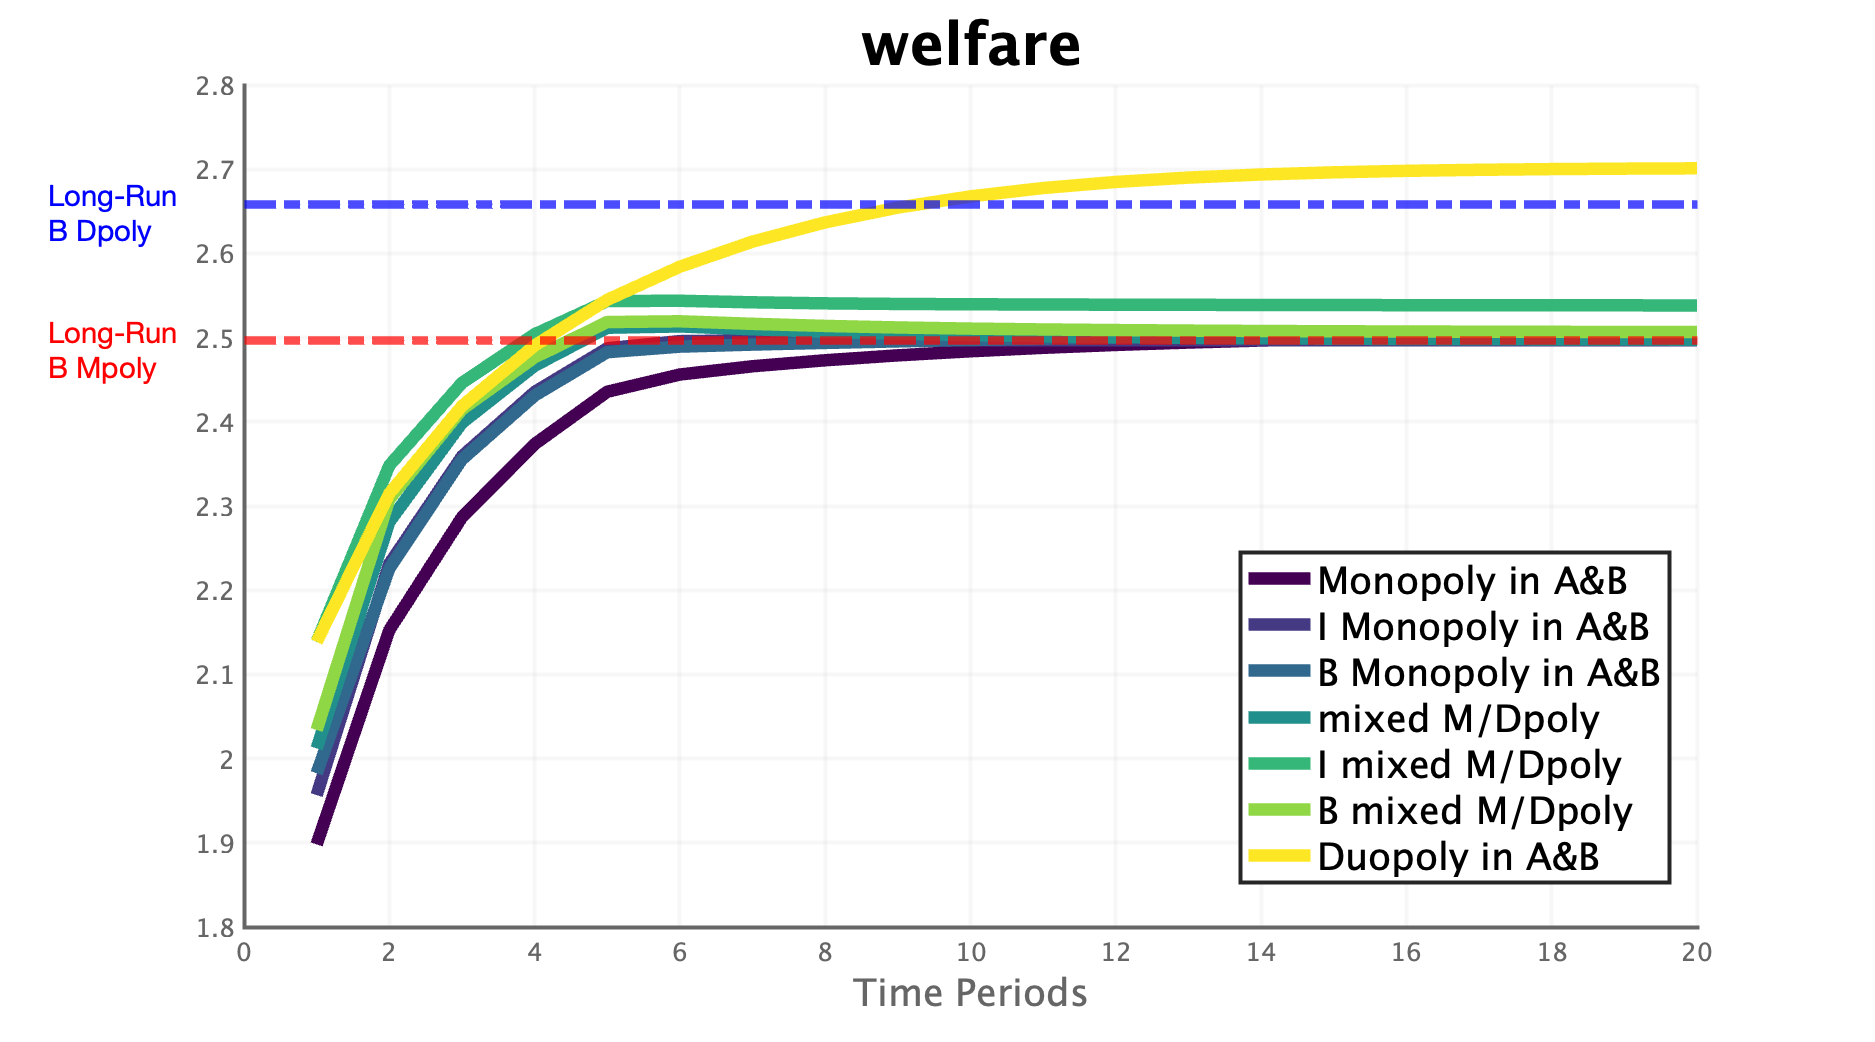 welfare
2.8
2.7
2.6
2.5
2.4
2.3
2.2
2.1
2
1.9
1.8
Long-Run
B Dpoly
Long-Run
B Mpoly
Monopoly in A&B
I Monopoly in A&B
B Monopoly in A&B
mixed M/Dpoly
I mixed M/Dpoly
B mixed M/Dpoly
Duopoly in A&B
0 2 4 6 8 10 12 14 16 18 20
Time Periods